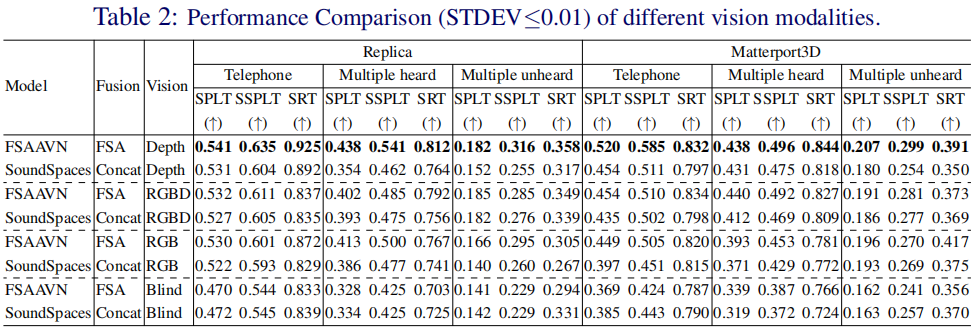 Table 2: Performance Comparison (STDEV≤0.01) of different vision modalities.
Model Fusion Vision Replica Matterport3D
Telephone Multiple heard Multiple unheard Telephone Multiple heard Multiple unheard
SPLT SSPLT SRT SPLT SSPLT SRT SPLT SSPLT SRT SPLT SSPLT SRT SPLT SSPLT SRT SPLT SSPLT SRT
(↑) (↑) (↑) (↑) (↑) (↑) (↑) (↑) (↑) (↑) (↑) (↑) (↑) (↑) (↑) (↑) (↑) (↑)
FSAAVN FSA Depth 0.541 0.635 0.925 0.438 0.541 0.812 0.182 0.316 0.358 0.520 0.585 0.832 0.438 0.496 0.844 0.207 0.299 0.391
SoundSpaces Concat Depth 0.531 0.604 0.892 0.354 0.462 0.764 0.152 0.255 0.317 0.454 0.511 0.797 0.431 0.475 0.818 0.180 0.254 0.350
FSAAVN FSA RGBD 0.532 0.611 0.837 0.402 0.485 0.792 0.185 0.285 0.349 0.454 0.510 0.834 0.440 0.492 0.827 0.191 0.281 0.373
SoundSpaces Concat RGBD 0.527 0.605 0.835 0.393 0.475 0.756 0.182 0.276 0.339 0.435 0.502 0.798 0.412 0.469 0.809 0.186 0.277 0.369
FSAAVN FSA RGB 0.530 0.601 0.872 0.413 0.500 0.767 0.166 0.295 0.305 0.449 0.505 0.820 0.393 0.453 0.781 0.196 0.270 0.417
SoundSpaces Concat RGB 0.522 0.593 0.829 0.386 0.477 0.741 0.140 0.260 0.267 0.397 0.451 0.815 0.371 0.429 0.772 0.193 0.269 0.375
FSAAVN FSA Blind 0.470 0.544 0.833 0.328 0.425 0.703 0.141 0.229 0.294 0.369 0.424 0.787 0.339 0.387 0.766 0.162 0.241 0.356
SoundSpaces Concat Blind 0.472 0.545 0.839 0.334 0.425 0.725 0.142 0.229 0.331 0.385 0.443 0.790 0.319 0.372 0.724 0.163 0.257 0.370